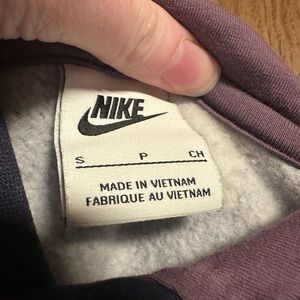 NIKE
S P CH
MADE IN VIETNAM
FABRIQUE AU VIETNAM